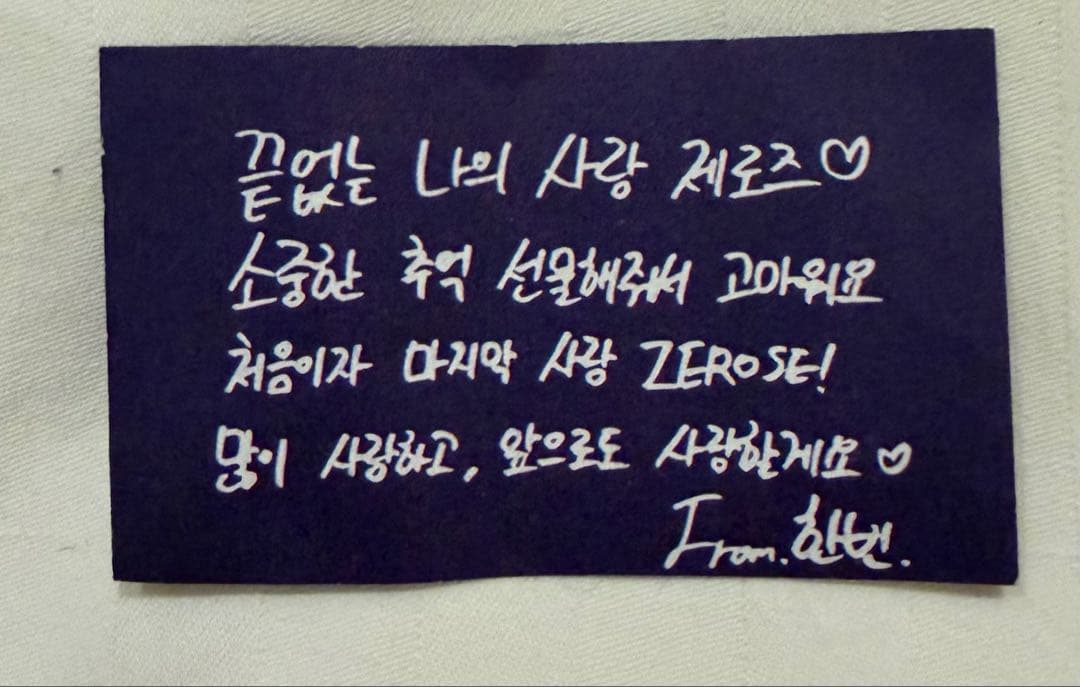 끝없는 나의 사랑 제로즈♡
소중한 추억 선물해줘서 고마워요
처음이자 마지막 사랑 ZEROSE!
많이 사랑하고, 앞으로도 사랑할게요♡
From. 한빈.